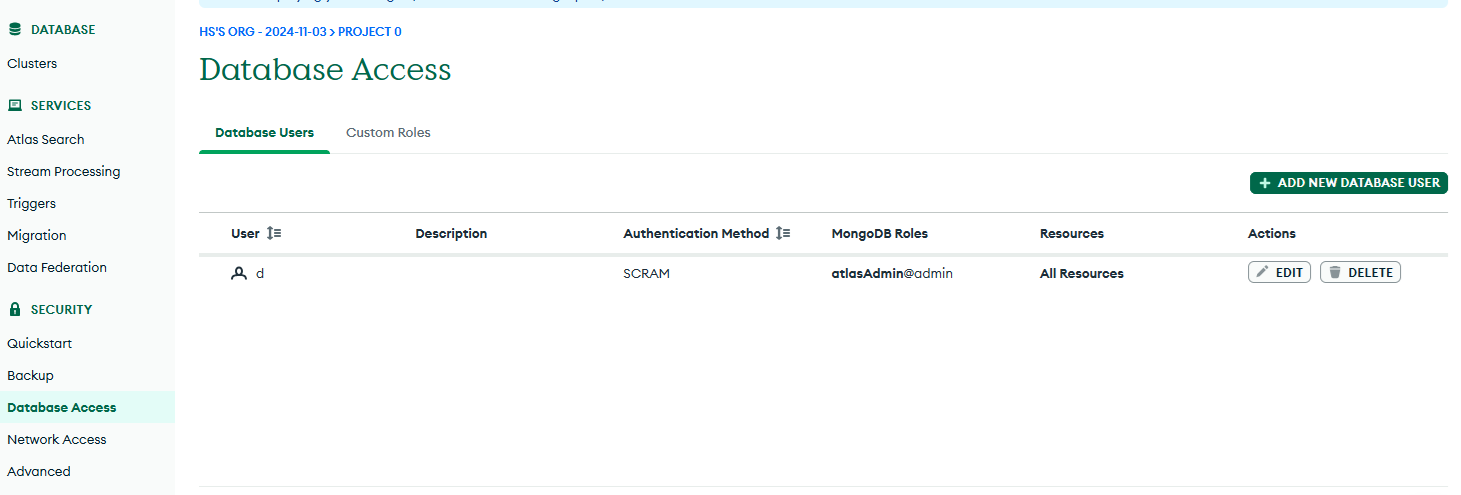 DATABASE
Clusters
SERVICES
Atlas Search
Stream Processing
Triggers
Migration
Data Federation
SECURITY
Quickstart
Backup
Database Access
Network Access
Advanced
HS'S ORG - 2024-11-03 > PROJECT 0
Database Access
Database Users Custom Roles
+ ADD NEW DATABASE USER
User Description Authentication Method MongoDB Roles Resources Actions
d SCRAM atlasAdmin@admin All Resources EDIT DELETE